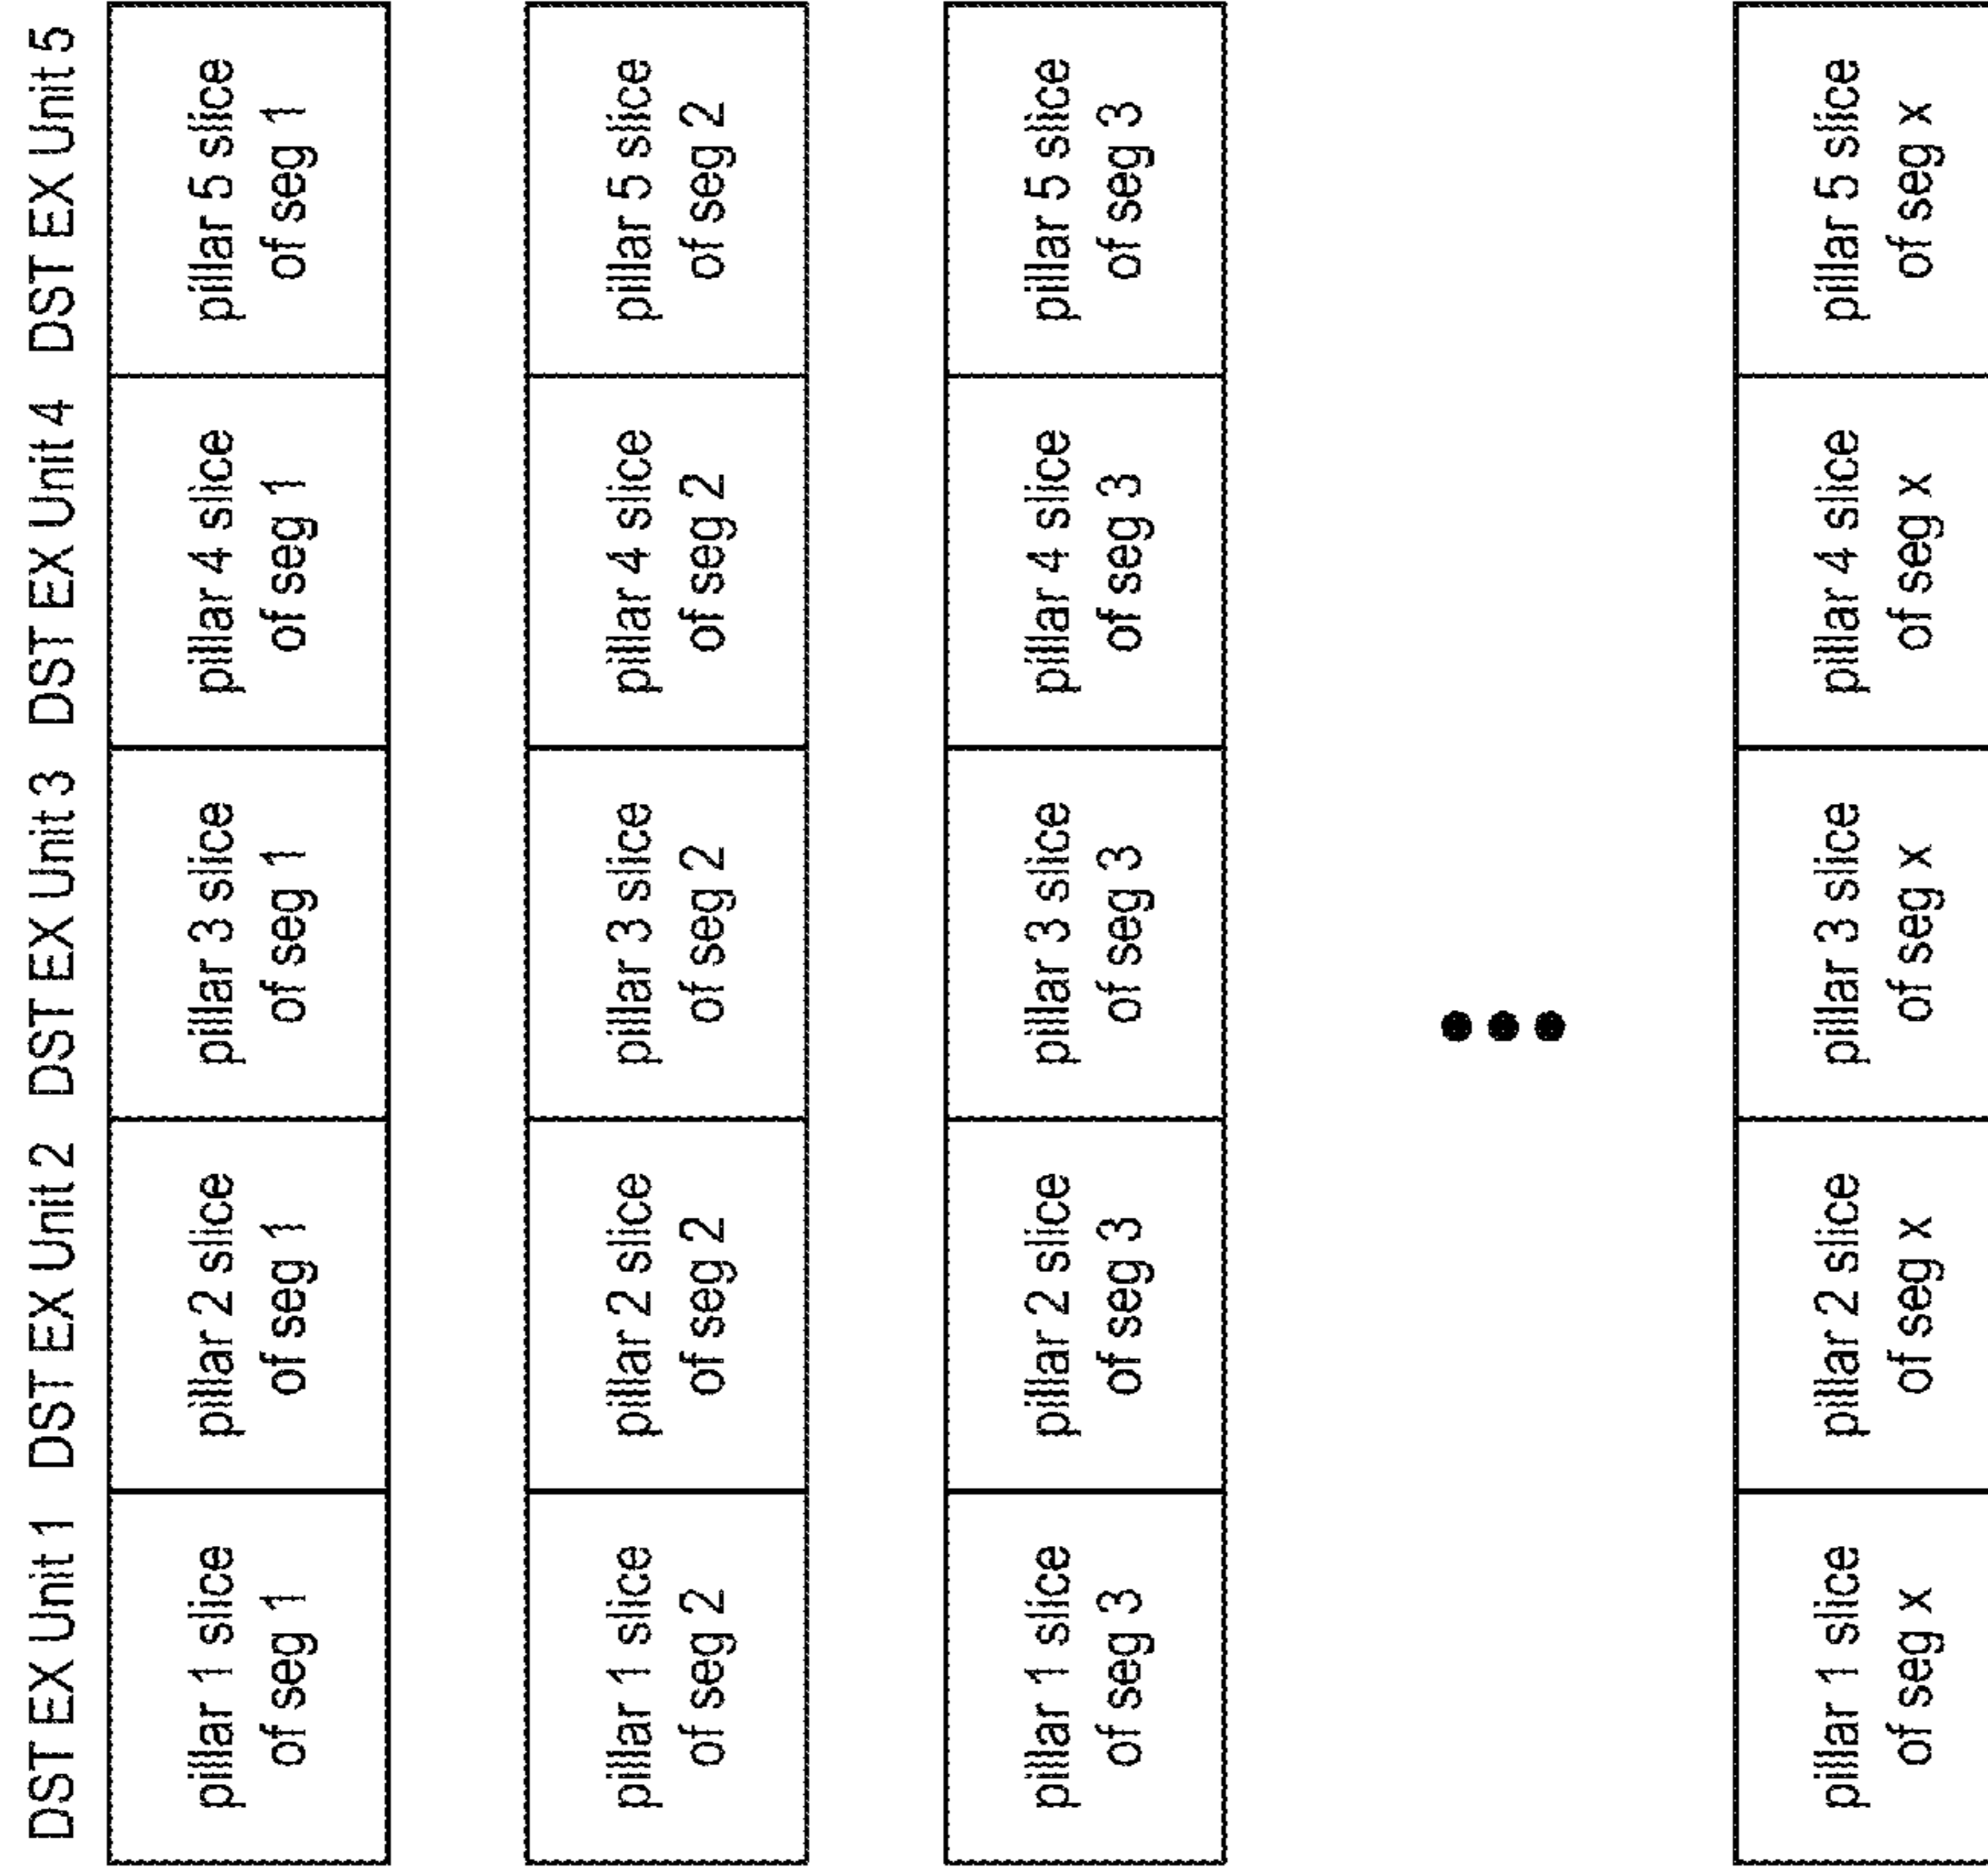 DST EX Unit 1 DST EX Unit 2 DST EX Unit 3 DST EX Unit 4 DST EX Unit 5
pillar 1 slice
of seg 1
pillar 2 slice
of seg 1
pillar 3 slice
of seg 1
pillar 4 slice
of seg 1
pillar 5 slice
of seg 1
pillar 1 slice
of seg 2
pillar 2 slice
of seg 2
pillar 3 slice
of seg 2
pillar 4 slice
of seg 2
pillar 5 slice
of seg 2
pillar 1 slice
of seg 3
pillar 2 slice
of seg 3
pillar 3 slice
of seg 3
pillar 4 slice
of seg 3
pillar 5 slice
of seg 3
pillar 1 slice
of seg x
pillar 2 slice
of seg x
pillar 3 slice
of seg x
pillar 4 slice
of seg x
pillar 5 slice
of seg x